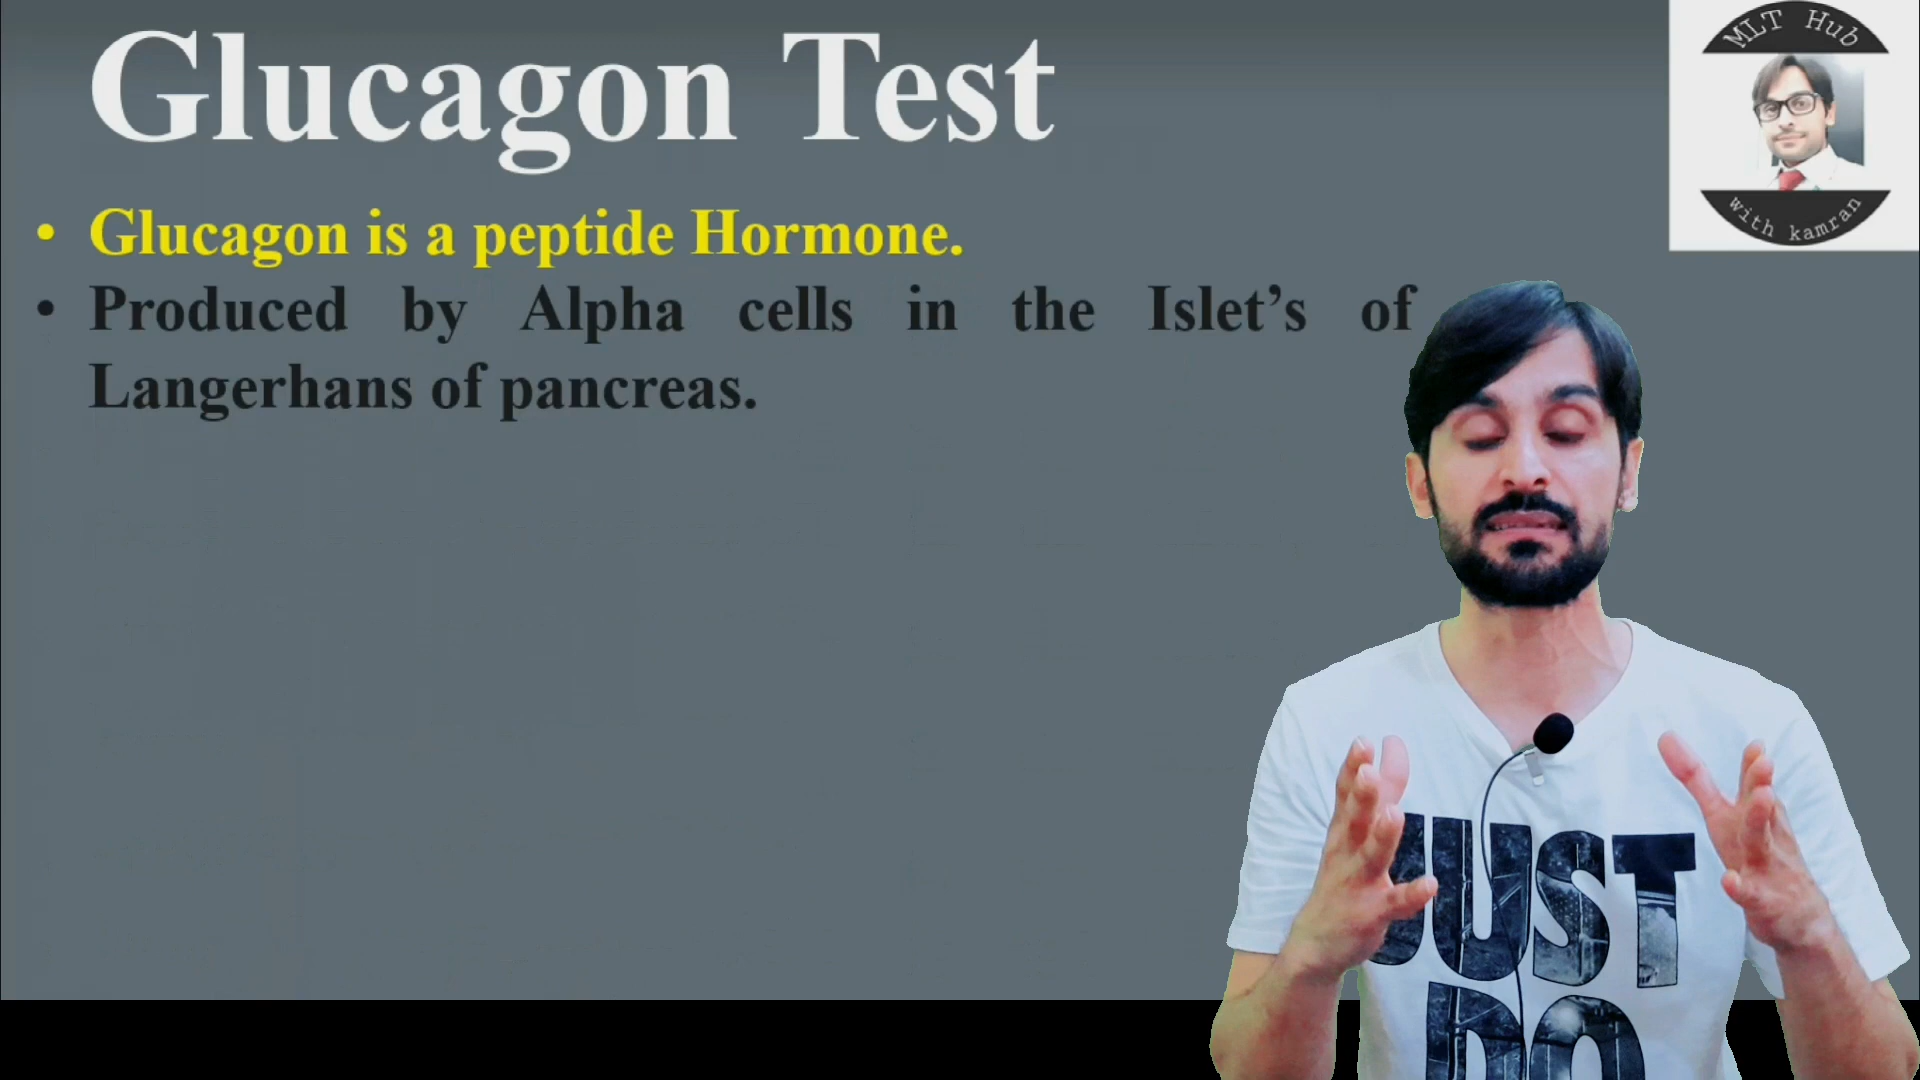 Glucagon Test
MLT Hub
with kamran
• Glucagon is a peptide Hormone.
• Produced by Alpha cells in the Islet’s of
Langerhans of pancreas.
JUST
DO